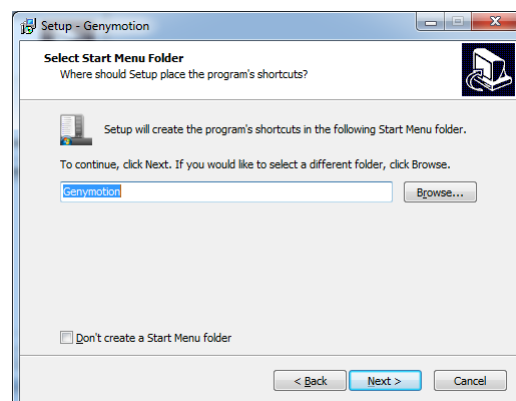 Setup - Genymotion
Select Start Menu Folder
Where should Setup place the program's shortcuts?
Setup will create the program's shortcuts in the following Start Menu folder.
To continue, click Next. If you would like to select a different folder, click Browse.
Genymotion
Browse...
Don't create a Start Menu folder
< Back
Next >
Cancel